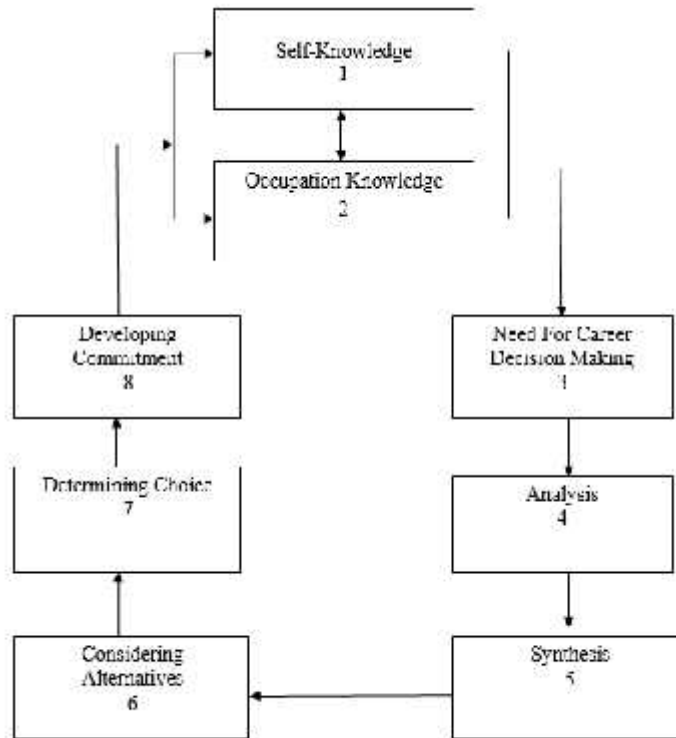 Self-Knowledge
1
Occupation Knowledge
2
Developing
Commitment
8
Need For Career
Decision Making
3
Determining Choice
7
Analysis
4
Considering
Alternatives
6
Synthesis
5